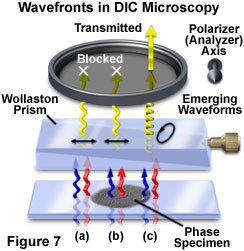 Wavefronts in DIC Microscopy
Transmitted
Polarizer
(Analyzer)
Axis
Blocked
Wollaston
Prism
Emerging
Waveforms
Figure 7
(a)
(b)
(c)
Phase
Specimen